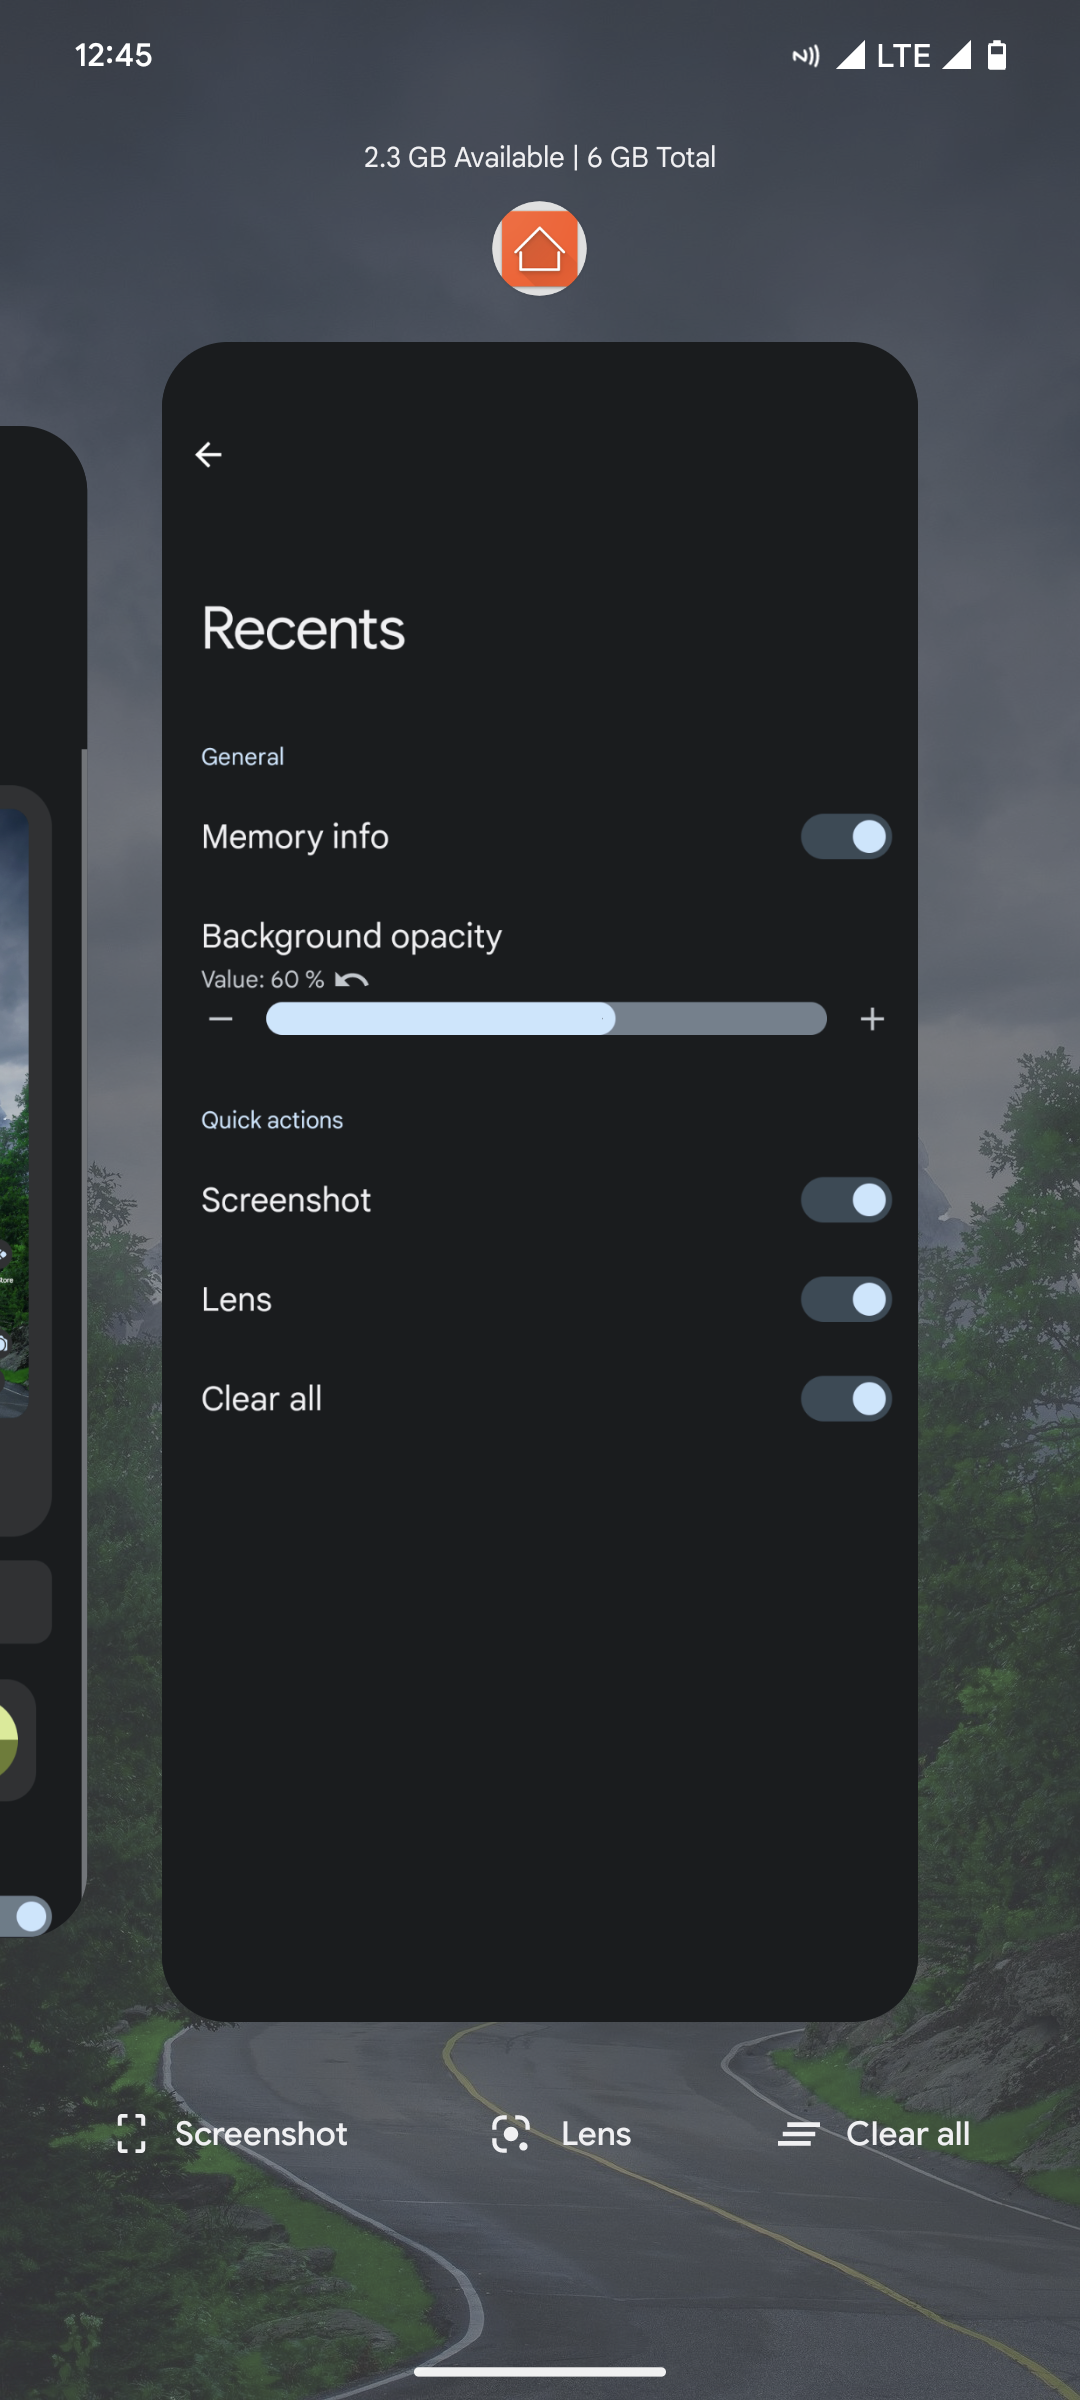 12:45
LTE
2.3 GB Available | 6 GB Total
Recents
General
Memory info
Background opacity
Value: 60 %
Quick actions
Screenshot
Lens
Clear all
Screenshot
Lens
Clear all